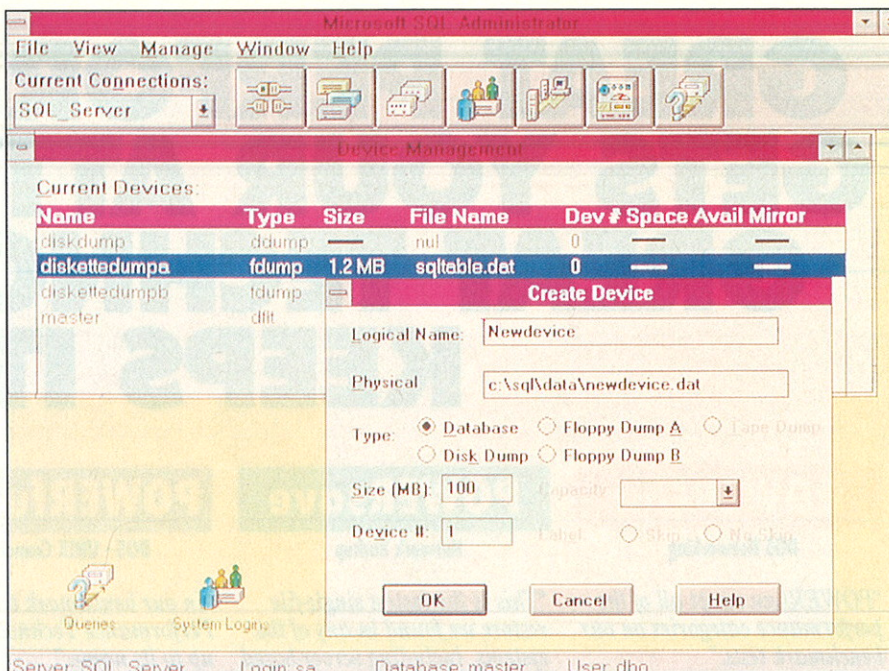 Microsoft SQL Administrator
File View Manage Window Help
Current Connections:
SQL_Server
Device Management
Current Devices:
Name Type Size File Name Dev # Space Avail Mirror
diskdump ddump nul 0
diskettedumpa fdump 1.2 MB sqltable.dat 0
diskettedumpb fdump
master dflt
Create Device
Logical Name: Newdevice
Physical c:\sql\data\newdevice.dat
Type: Database Floppy Dump A Tape Dump
Disk Dump Floppy Dump B
Size (MB): 100 Capacity
Device #: 1 Label: Skip No Skip
OK Cancel Help
Queries System Logins
Server: SQL_Server Login: sa Database: master User: dbo